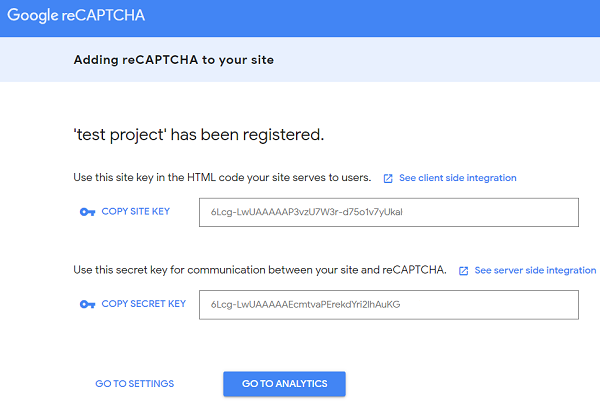 Google reCAPTCHA
Adding reCAPTCHA to your site
'test project' has been registered.
Use this site key in the HTML code your site serves to users. See client side integration
COPY SITE KEY 6Lcg-LwUAAAAAP3vzU7W3r-d75o1v7yUkaI
Use this secret key for communication between your site and reCAPTCHA. See server side integration
COPY SECRET KEY 6Lcg-LwUAAAAAEcmtvaPErekdYri2lhAuKG
GO TO SETTINGS GO TO ANALYTICS